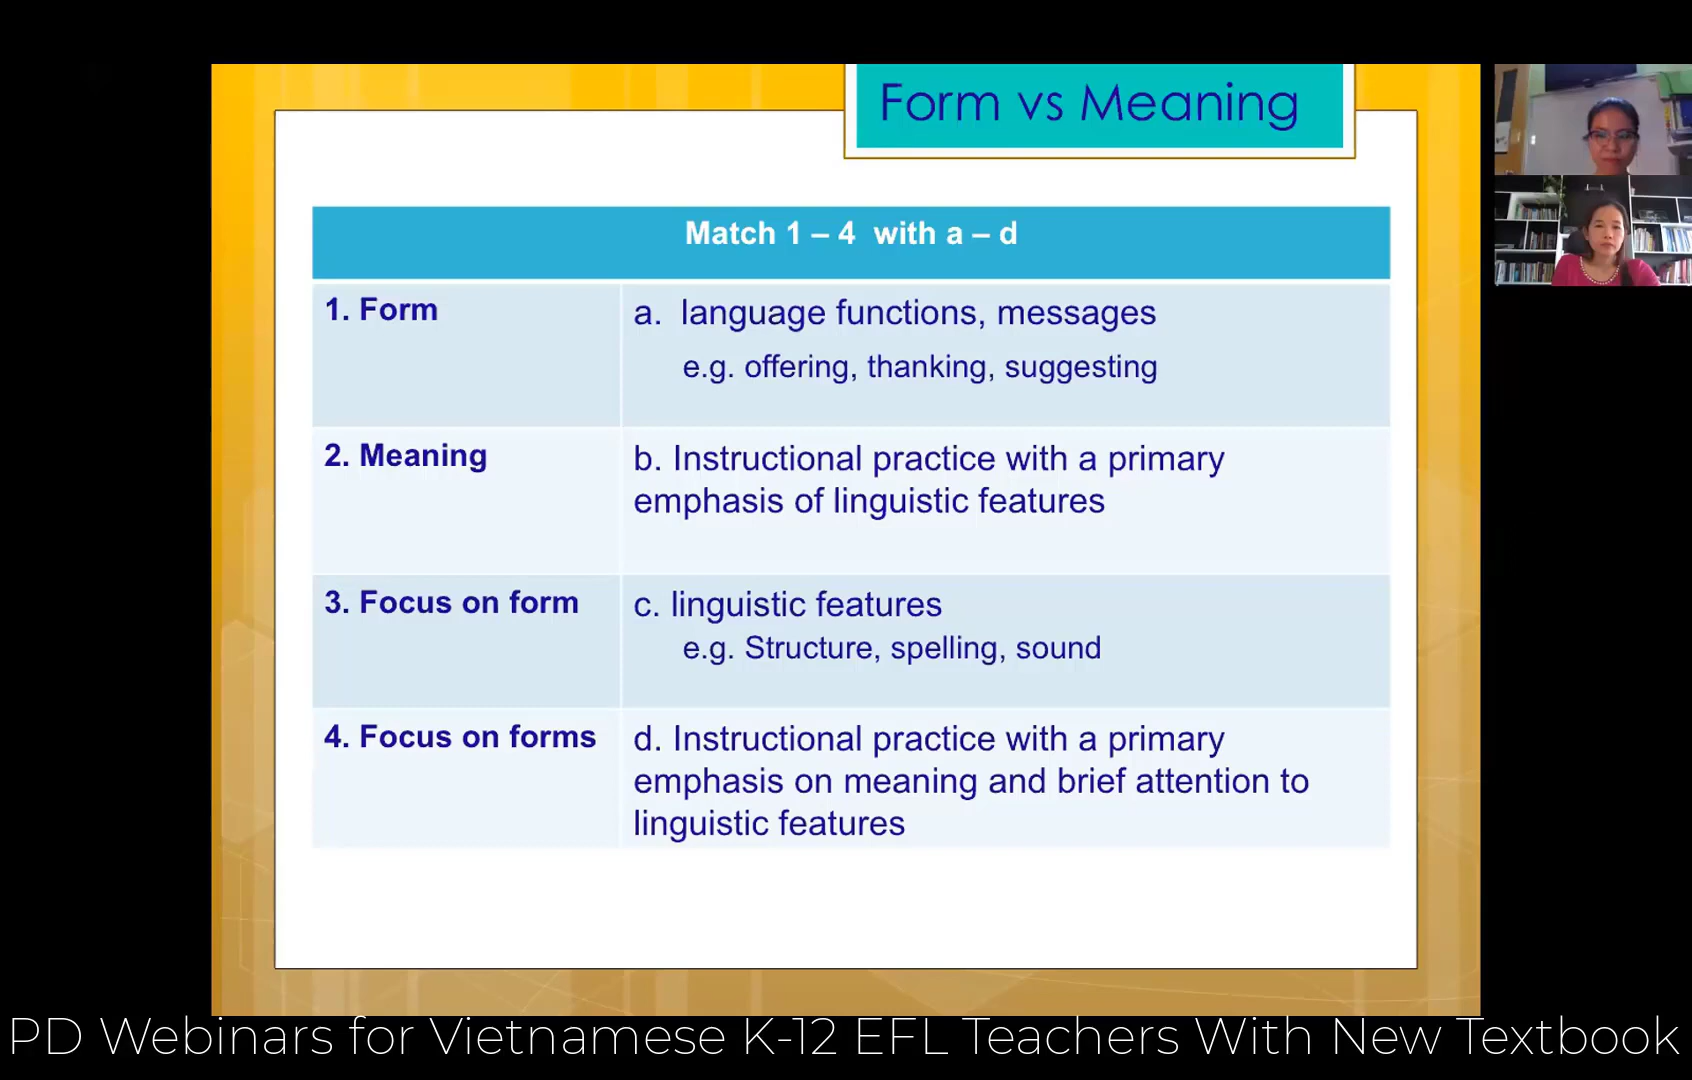 Form vs Meaning
Match 1 – 4 with a – d
1. Form
a. language functions, messages
e.g. offering, thanking, suggesting
2. Meaning
b. Instructional practice with a primary
emphasis of linguistic features
3. Focus on form
c. linguistic features
e.g. Structure, spelling, sound
4. Focus on forms
d. Instructional practice with a primary
emphasis on meaning and brief attention to
linguistic features
PD Webinars for Vietnamese K-12 EFL Teachers With New Textbook